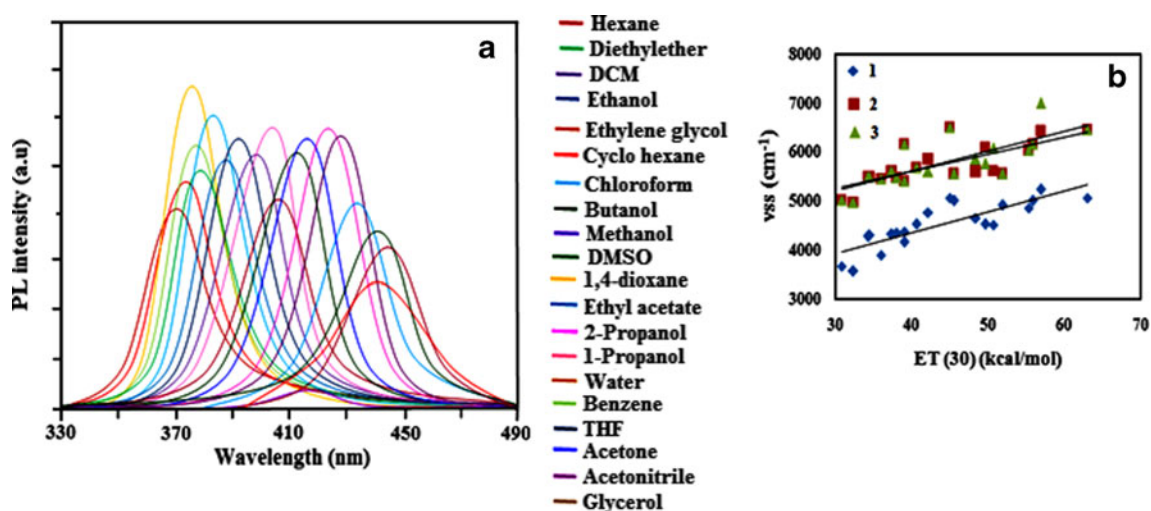 a
PL intensity (a.u)
330
370
410
450
490
Wavelength (nm)
Hexane
Diethylether
DCM
Ethanol
Ethylene glycol
Cyclo hexane
Chloroform
Butanol
Methanol
DMSO
1,4-dioxane
Ethyl acetate
2-Propanol
1-Propanol
Water
Benzene
THF
Acetone
Acetonitrile
Glycerol
b
1
2
3
νss (cm⁻¹)
8000
7000
6000
5000
4000
3000
30
40
50
60
70
ET (30) (kcal/mol)